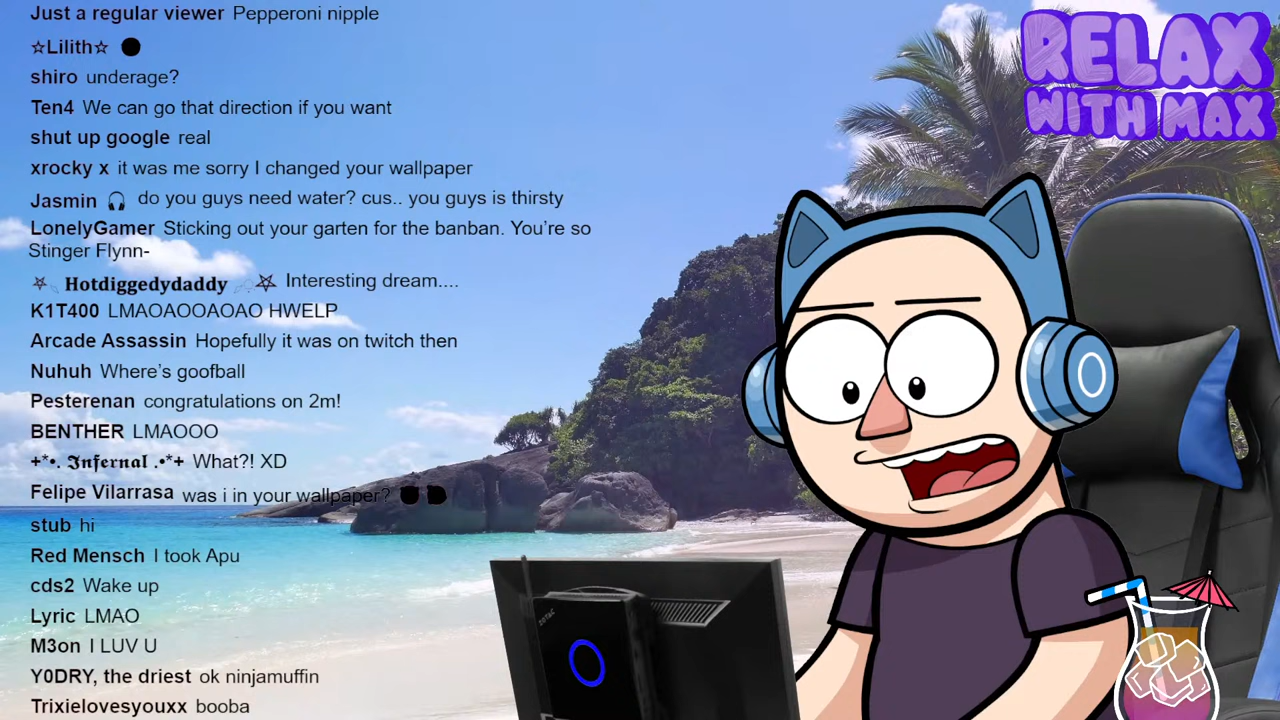 Just a regular viewer Pepperoni nipple
☆Lilith☆
shiro underage?
Ten4 We can go that direction if you want
shut up google real
xrocky x it was me sorry I changed your wallpaper
Jasmin 🎧 do you guys need water? cus.. you guys is thirsty
LonelyGamer Sticking out your garten for the banban. You're so
Stinger Flynn-
Hotdiggedydaddy Interesting dream....
K1T400 LMAOAOOAOAO HWELP
Arcade Assassin Hopefully it was on twitch then
Nuhuh Where's goofball
Pesterenan congratulations on 2m!
BENTHER LMAOOO
+*•. 𝕴𝖓𝖋𝖊𝖗𝖓𝖆𝖑 .•*+ What?! XD
Felipe Vilarrasa was i in your wallpaper?
stub hi
Red Mensch I took Apu
cds2 Wake up
Lyric LMAO
M3on I LUV U
Y0DRY, the driest ok ninjamuffin
Trixielovesyouxx booba
RELAX
WITH MAX
ZOTAC